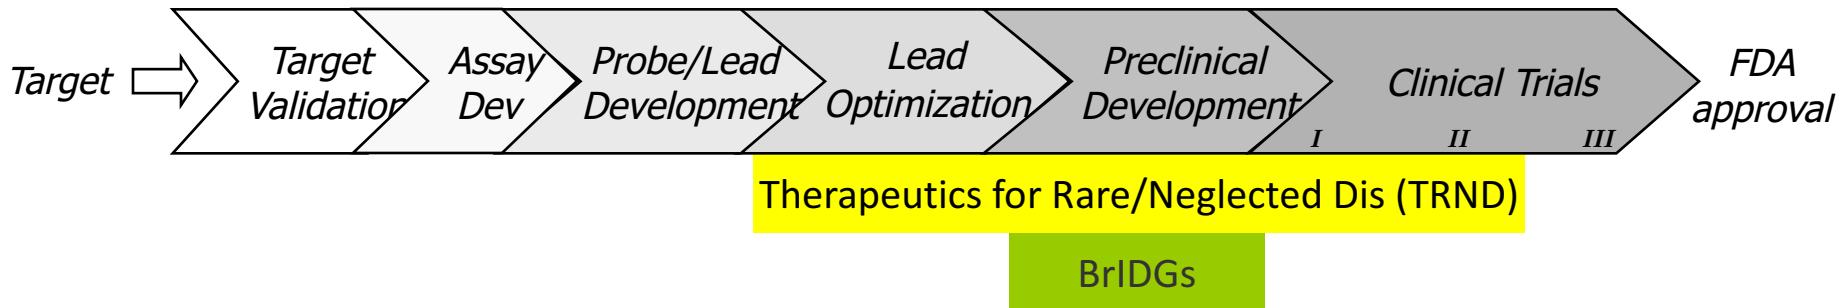 Target
Target
Validation
Assay
Dev
Probe/Lead
Development
Lead
Optimization
Preclinical
Development
Clinical Trials
I II III
FDA
approval
Therapeutics for Rare/Neglected Dis (TRND)
BrIDGs